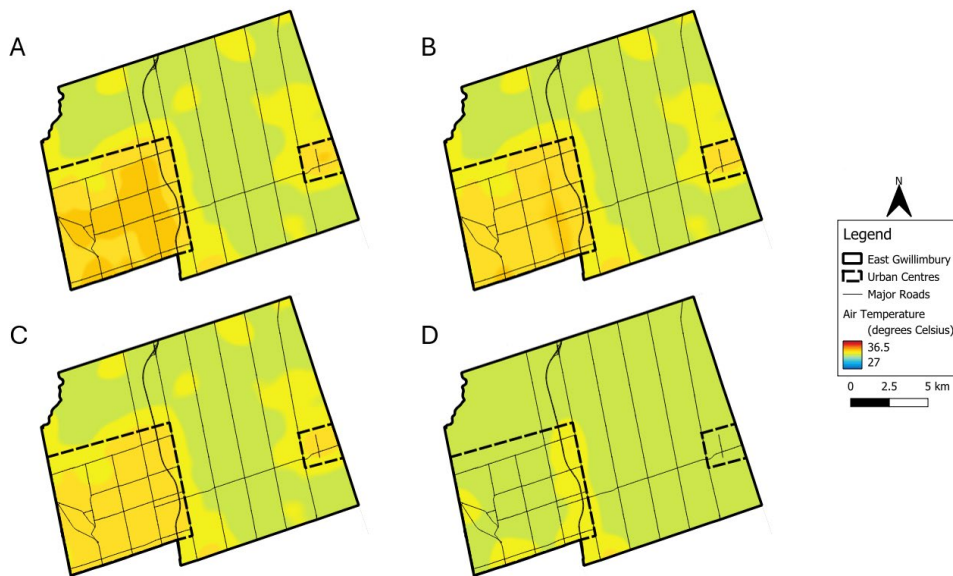 A
B
C
D
N
Legend
East Gwillimbury
Urban Centres
Major Roads
Air Temperature
(degrees Celsius)
36.5
27
0 2.5 5 km